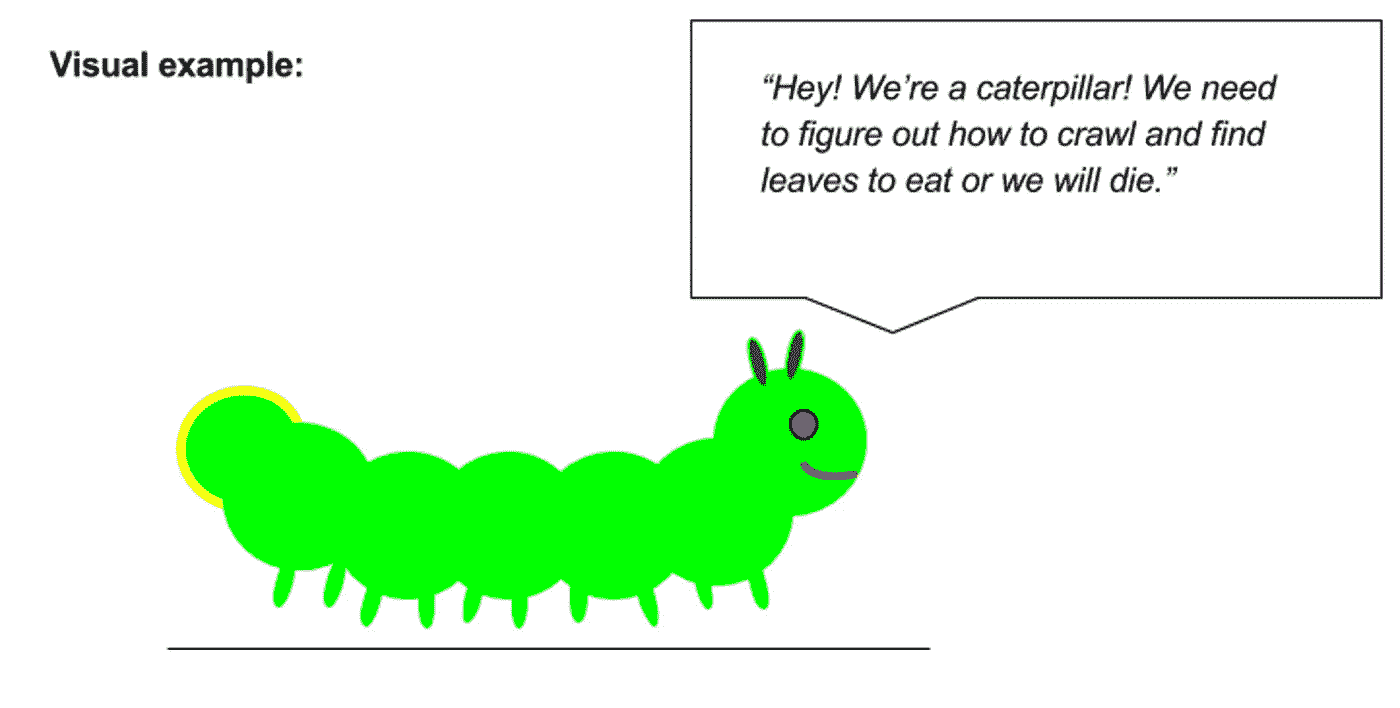 Visual example:
“Hey! We’re a caterpillar! We need
to figure out how to crawl and find
leaves to eat or we will die.”